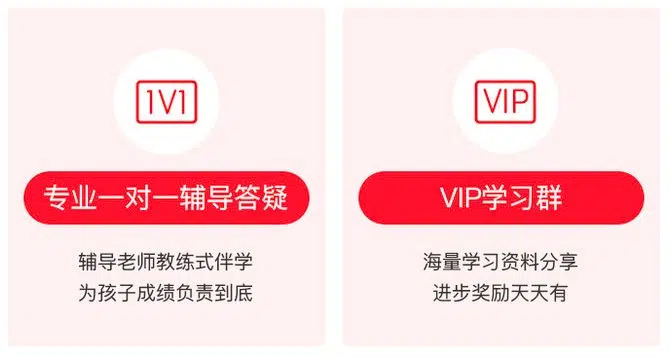 1V1
专业一对一辅导答疑
辅导老师教练式伴学
为孩子成绩负责到底
VIP
VIP学习群
海量学习资料分享
进步奖励天天有